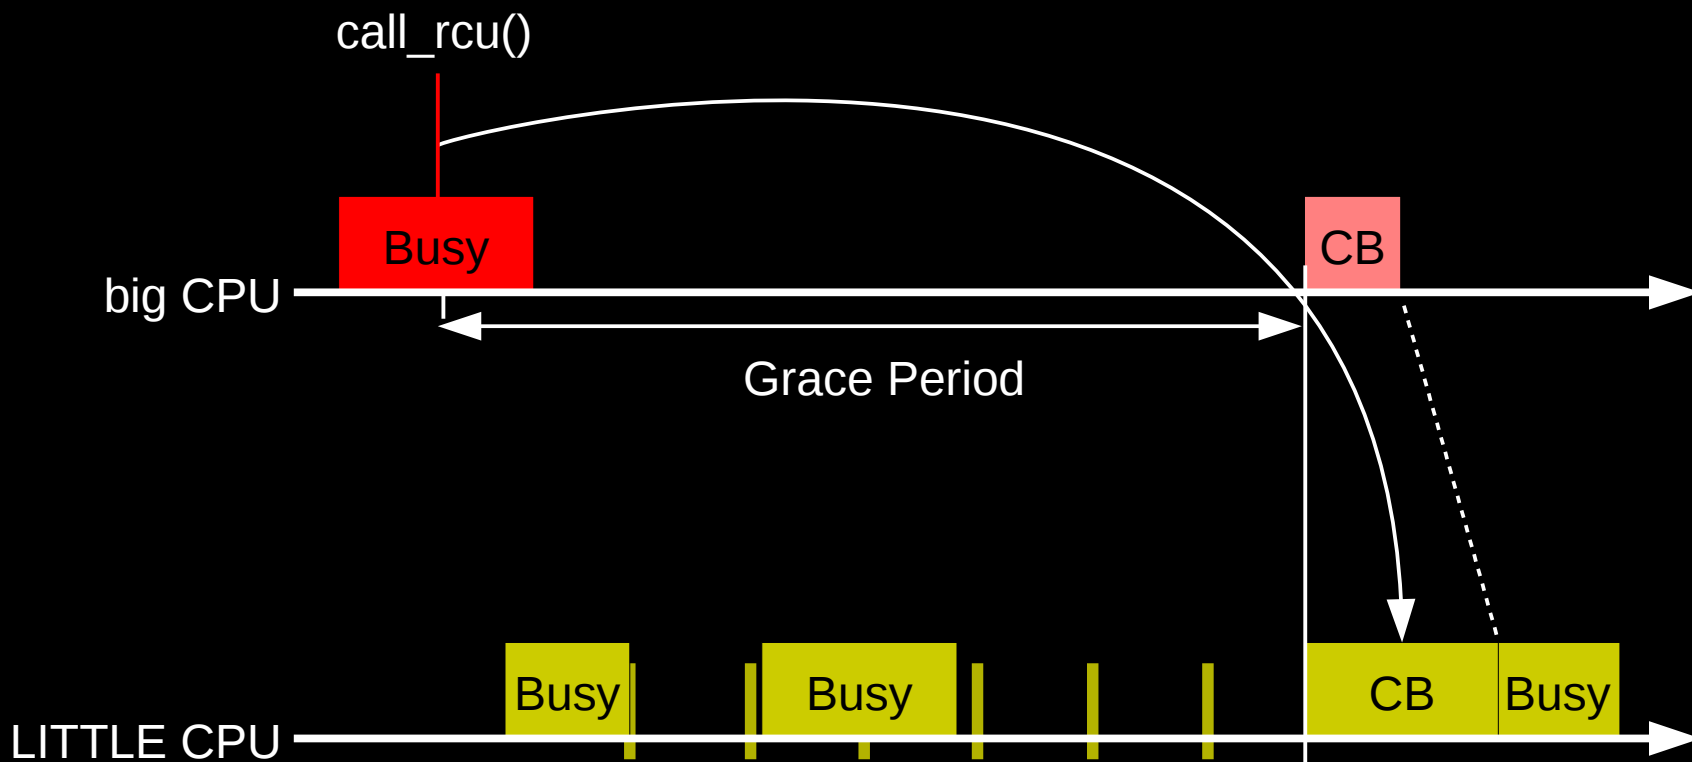 call_rcu()
Busy
CB
big CPU
Grace Period
Busy
Busy
CB
Busy
LITTLE CPU